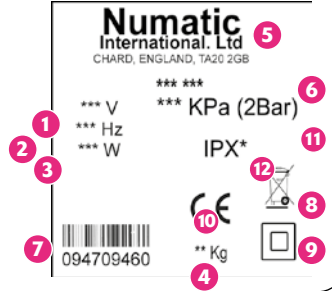 Numatic
International. Ltd
5
CHARD, ENGLAND, TA20 2GB
*** ***
6
*** V
*** KPa (2Bar)
1
*** Hz
11
2
*** W
IPX*
3
12
8
10
CE
7
094709460
** Kg
9
4